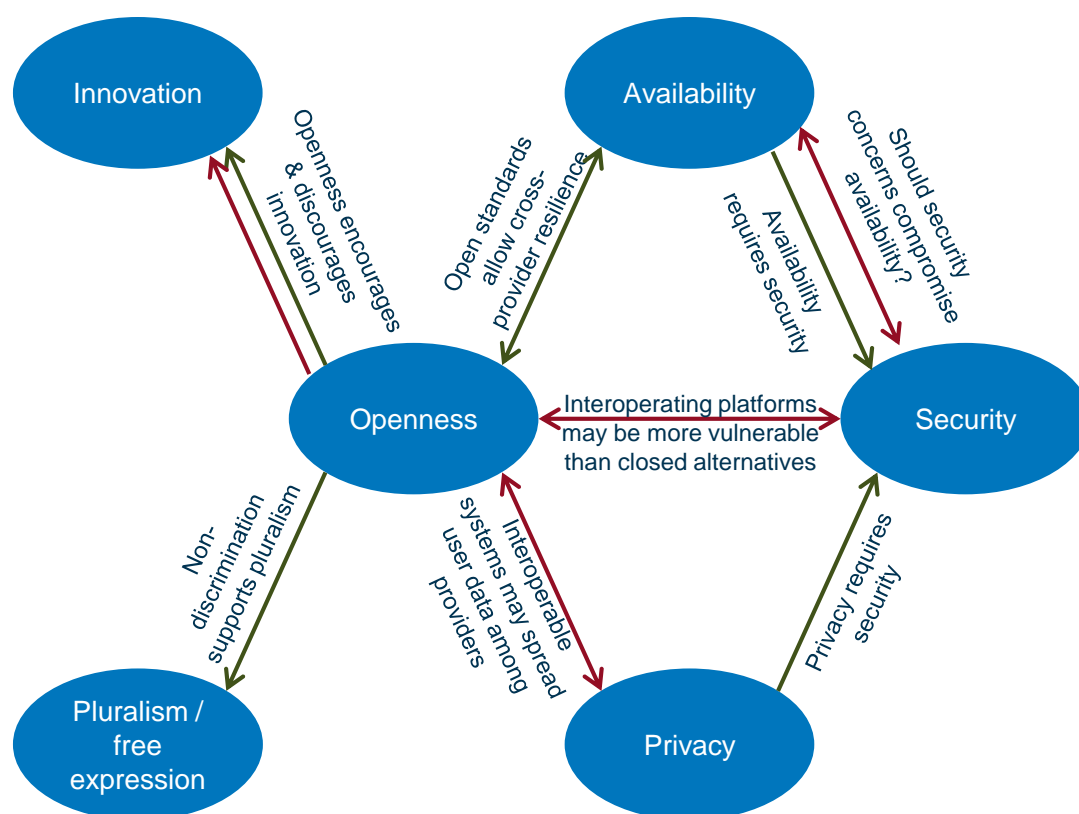 Innovation
Availability
Openness encourages
& discourages
innovation
Open standards
allow cross-
provider resilience
Availability
requires security
Should security
concerns compromise
availability?
Openness
Interoperating platforms
may be more vulnerable
than closed alternatives
Security
Non-
discrimination
supports pluralism
Interoperable
systems may spread
user data among
providers
Privacy requires
security
Pluralism /
free
expression
Privacy